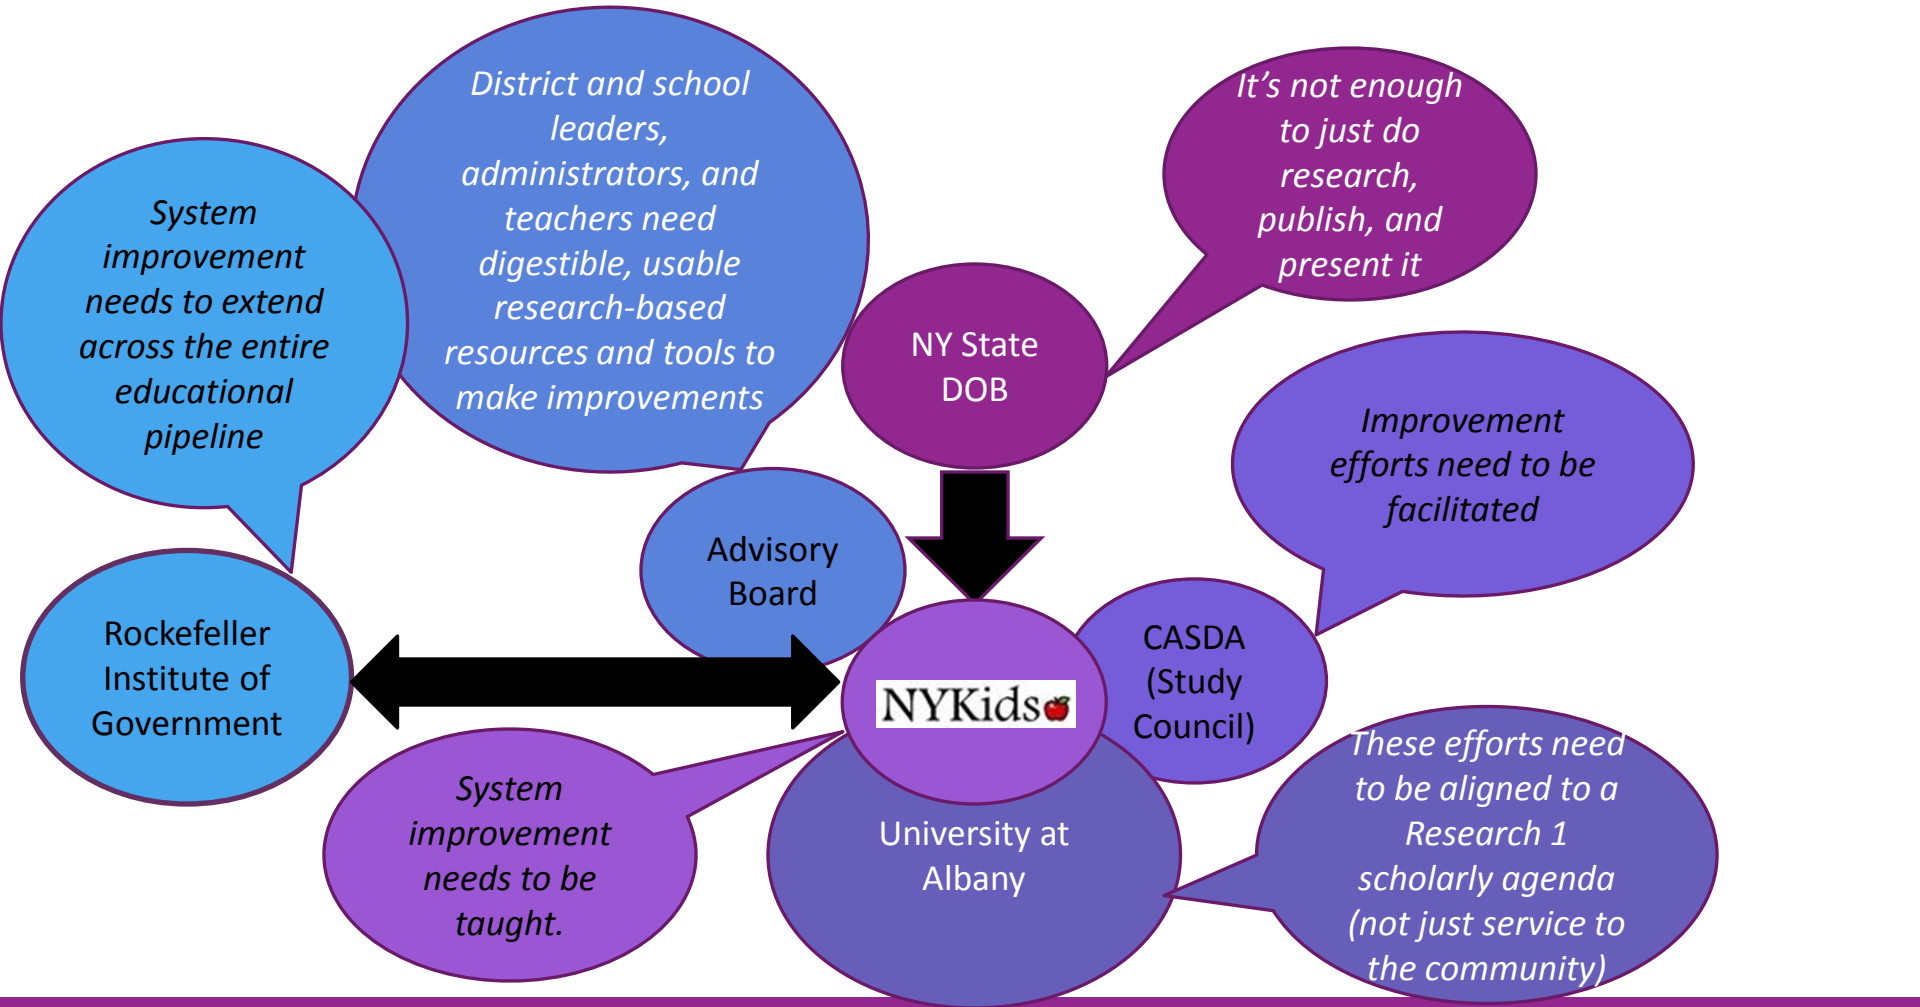 District and school
leaders,
administrators, and
teachers need
digestible, usable
research-based
resources and tools to
make improvements
It’s not enough
to just do
research,
publish, and
present it
System
improvement
needs to extend
across the entire
educational
pipeline
NY State
DOB
Improvement
efforts need to be
facilitated
Advisory
Board
Rockefeller
Institute of
Government
CASDA
(Study
Council)
NYKids
System
improvement
needs to be
taught.
University at
Albany
These efforts need
to be aligned to a
Research 1
scholarly agenda
(not just service to
the community)